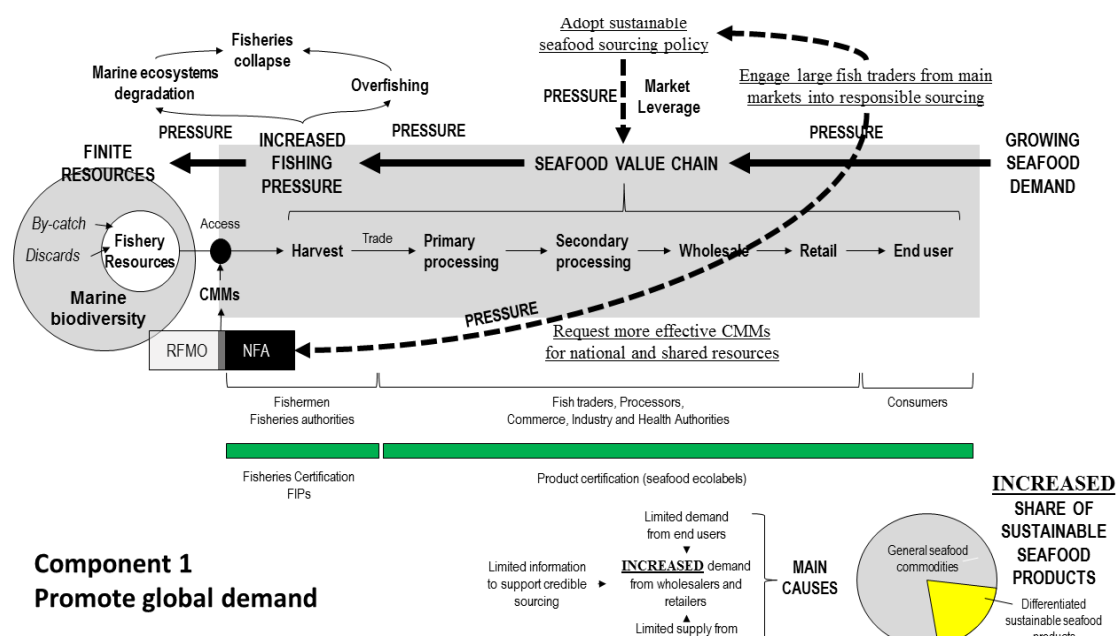 Adopt sustainable
seafood sourcing policy
Fisheries
collapse
Marine ecosystems
degradation
Overfishing
PRESSURE
Market
Leverage
Engage large fish traders from main
markets into responsible sourcing
PRESSURE
PRESSURE
PRESSURE
FINITE
RESOURCES
INCREASED
FISHING
PRESSURE
SEAFOOD VALUE CHAIN
GROWING
SEAFOOD
DEMAND
By-catch
Discards
Fishery
Resources
Marine
biodiversity
Access
CMMs
Harvest
Trade
Primary
processing
Secondary
processing
Wholesale
Retail
End user
PRESSURE
Request more effective CMMs
for national and shared resources
RFMO
NFA
Fishermen
Fisheries authorities
Fish traders, Processors,
Commerce, Industry and Health Authorities
Consumers
Fisheries Certification
FIPs
Product certification (seafood ecolabels)
Limited demand
from end users
Limited information
to support credible
sourcing
INCREASED demand
from wholesalers and
retailers
Limited supply from
MAIN
CAUSES
General seafood
commodities
INCREASED
SHARE OF
SUSTAINABLE
SEAFOOD
PRODUCTS
Differentiated
sustainable seafood
products
Component 1
Promote global demand